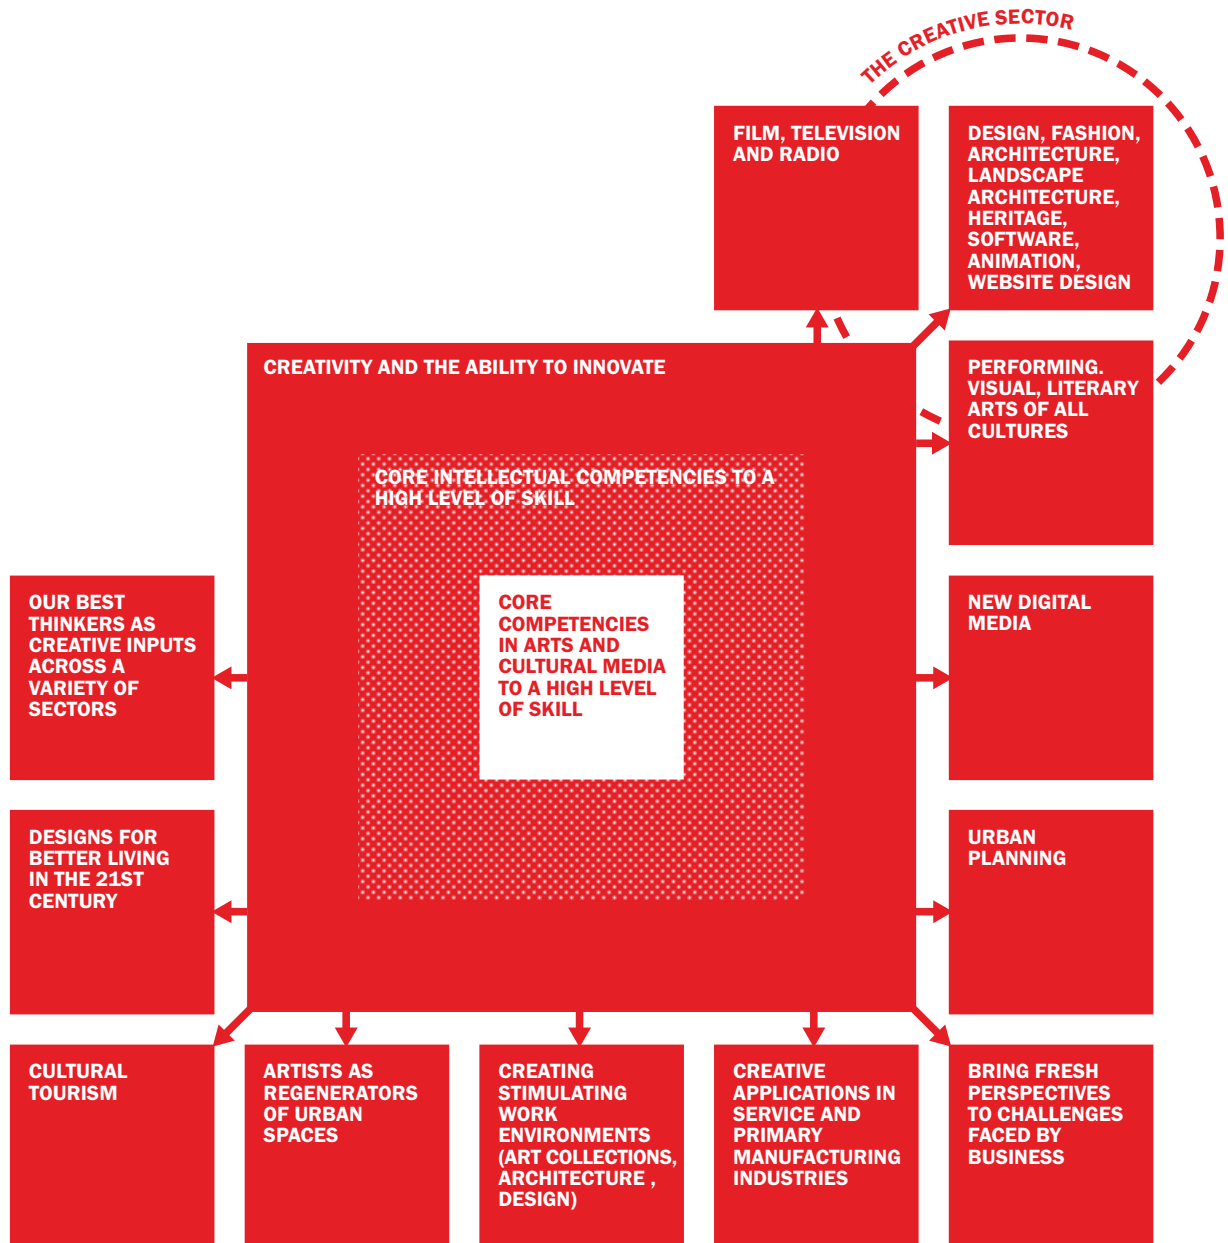 THE CREATIVE SECTOR
FILM, TELEVISION
AND RADIO
DESIGN, FASHION,
ARCHITECTURE,
LANDSCAPE
ARCHITECTURE,
HERITAGE,
SOFTWARE,
ANIMATION,
WEBSITE DESIGN
CREATIVITY AND THE ABILITY TO INNOVATE
PERFORMING.
VISUAL, LITERARY
ARTS OF ALL
CULTURES
CORE INTELLECTUAL COMPETENCIES TO A
HIGH LEVEL OF SKILL
OUR BEST
THINKERS AS
CREATIVE INPUTS
ACROSS A
VARIETY OF
SECTORS
CORE
COMPETENCIES
IN ARTS AND
CULTURAL MEDIA
TO A HIGH LEVEL
OF SKILL
NEW DIGITAL
MEDIA
DESIGNS FOR
BETTER LIVING
IN THE 21ST
CENTURY
URBAN
PLANNING
CULTURAL
TOURISM
ARTISTS AS
REGENERATORS
OF URBAN
SPACES
CREATING
STIMULATING
WORK
ENVIRONMENTS
(ART COLLECTIONS,
ARCHITECTURE ,
DESIGN)
CREATIVE
APPLICATIONS IN
SERVICE AND
PRIMARY
MANUFACTURING
INDUSTRIES
BRING FRESH
PERSPECTIVES
TO CHALLENGES
FACED BY
BUSINESS